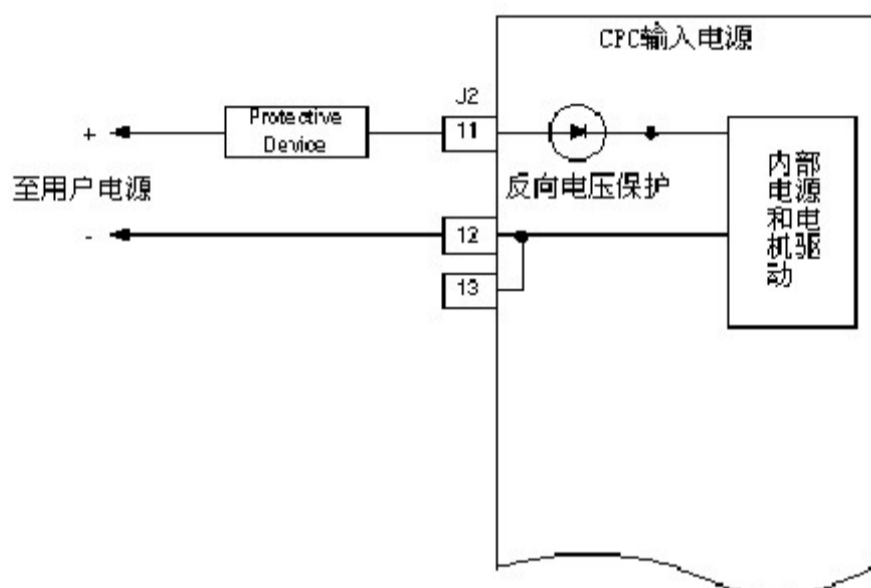 CPC输入电源
J2
+
Protective
Device
11
反向电压保护
至用户电源
-
12
13
内部
电源
和电
机驱
动